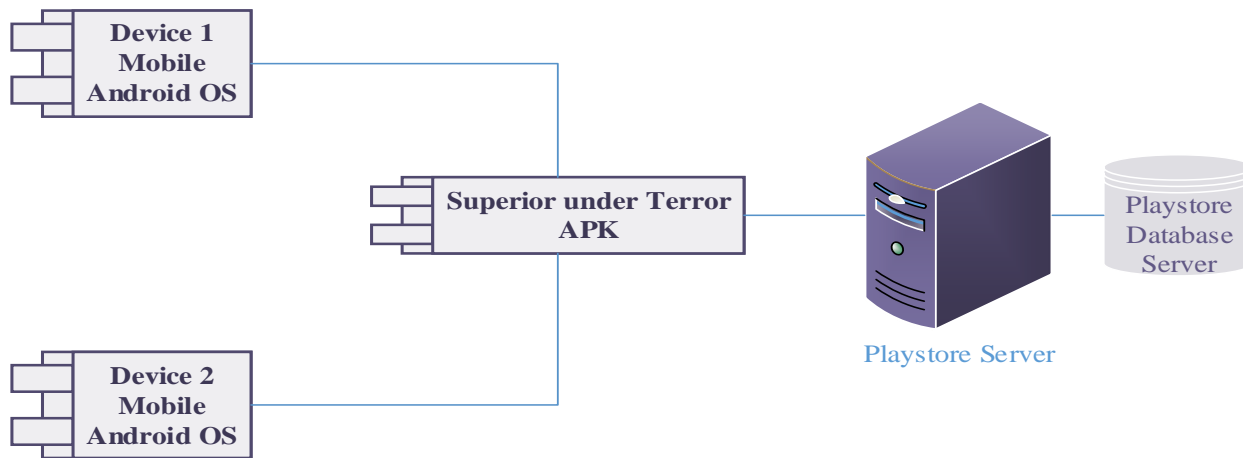 Device 1
Mobile
Android OS
Superior under Terror
APK
Playstore
Database
Server
Playstore Server
Device 2
Mobile
Android OS